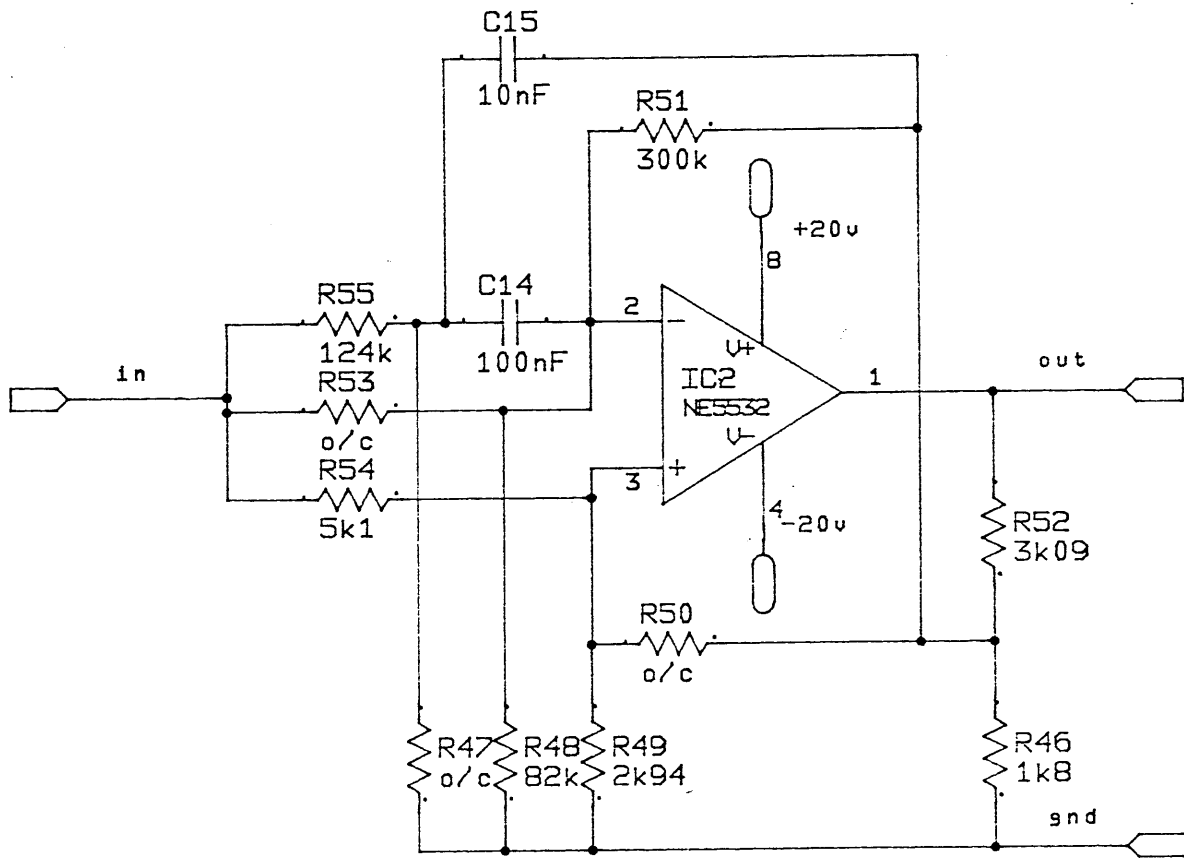 C15
10nF
R51
300k
+20v
8
C14
R55
2
124k
100nF
in
V+
R53
IC2
1
out
NE5532
o/c
V-
R54
3
5k1
4
-20v
R52
3k09
R50
o/c
R47
R48
R49
R46
o/c
82k
2k94
1k8
gnd